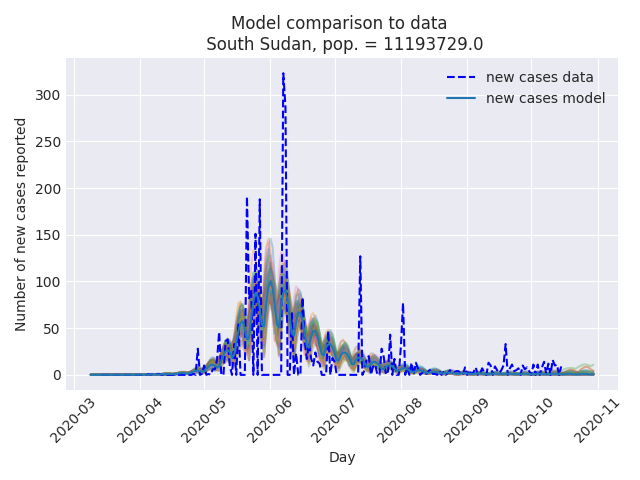 Model comparison to data
South Sudan, pop. = 11193729.0
new cases data
new cases model
Number of new cases reported
300
250
200
150
100
50
0
2020-03
2020-04
2020-05
2020-06
2020-07
2020-08
2020-09
2020-10
2020-11
Day